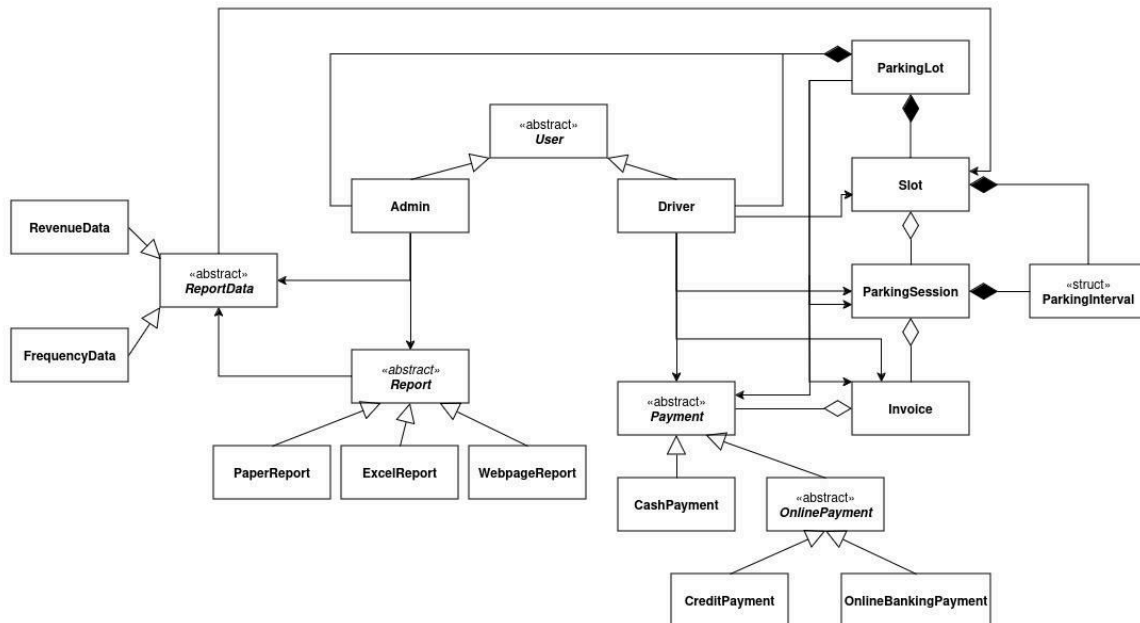 ParkingLot
«abstract»
User
Slot
Admin
Driver
RevenueData
«abstract»
ReportData
ParkingSession
«struct»
ParkingInterval
FrequencyData
«abstract»
Report
«abstract»
Payment
Invoice
PaperReport
ExcelReport
WebpageReport
CashPayment
«abstract»
OnlinePayment
CreditPayment
OnlineBankingPayment